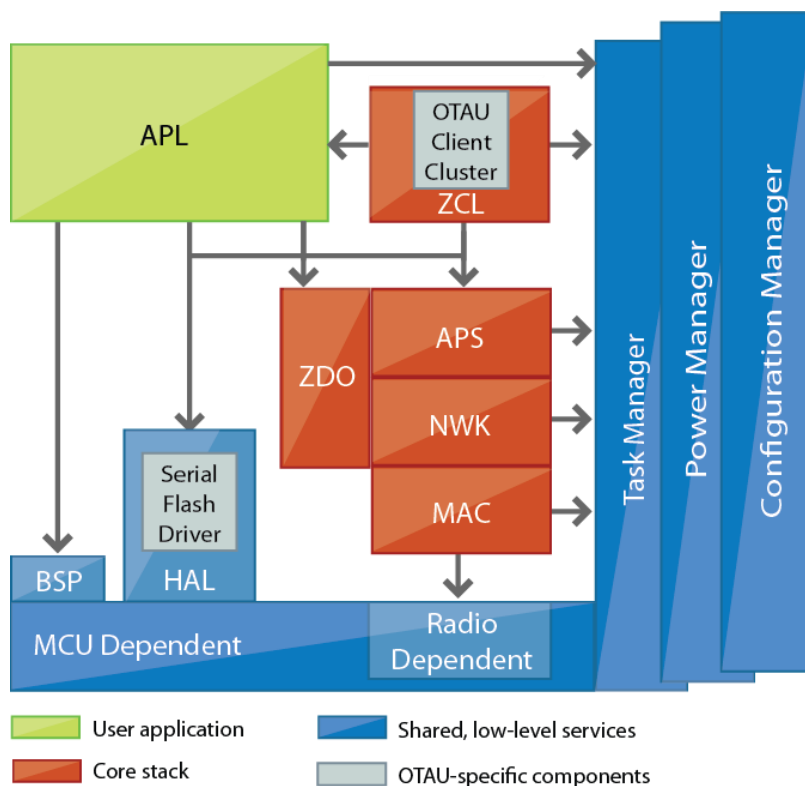 APL
OTAU
Client
Cluster
ZCL
ZDO
APS
NWK
MAC
Serial
Flash
Driver
HAL
BSP
MCU Dependent
Radio
Dependent
Task Manager
Power Manager
Configuration Manager
User application
Shared, low-level services
Core stack
OTAU-specific components